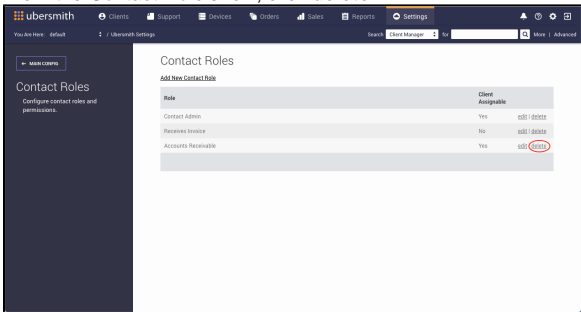 ubersmith Clients Support Devices Orders Sales Reports Settings
You Are Here: default / Ubersmith Settings Search Client Manager for More | Advanced
← MAIN CONFIG
Contact Roles
Configure contact roles and
permissions.
Contact Roles
Add New Contact Role
Role Client
Assignable
Contact Admin Yes edit | delete
Receives Invoice No edit | delete
Accounts Receivable Yes edit | delete